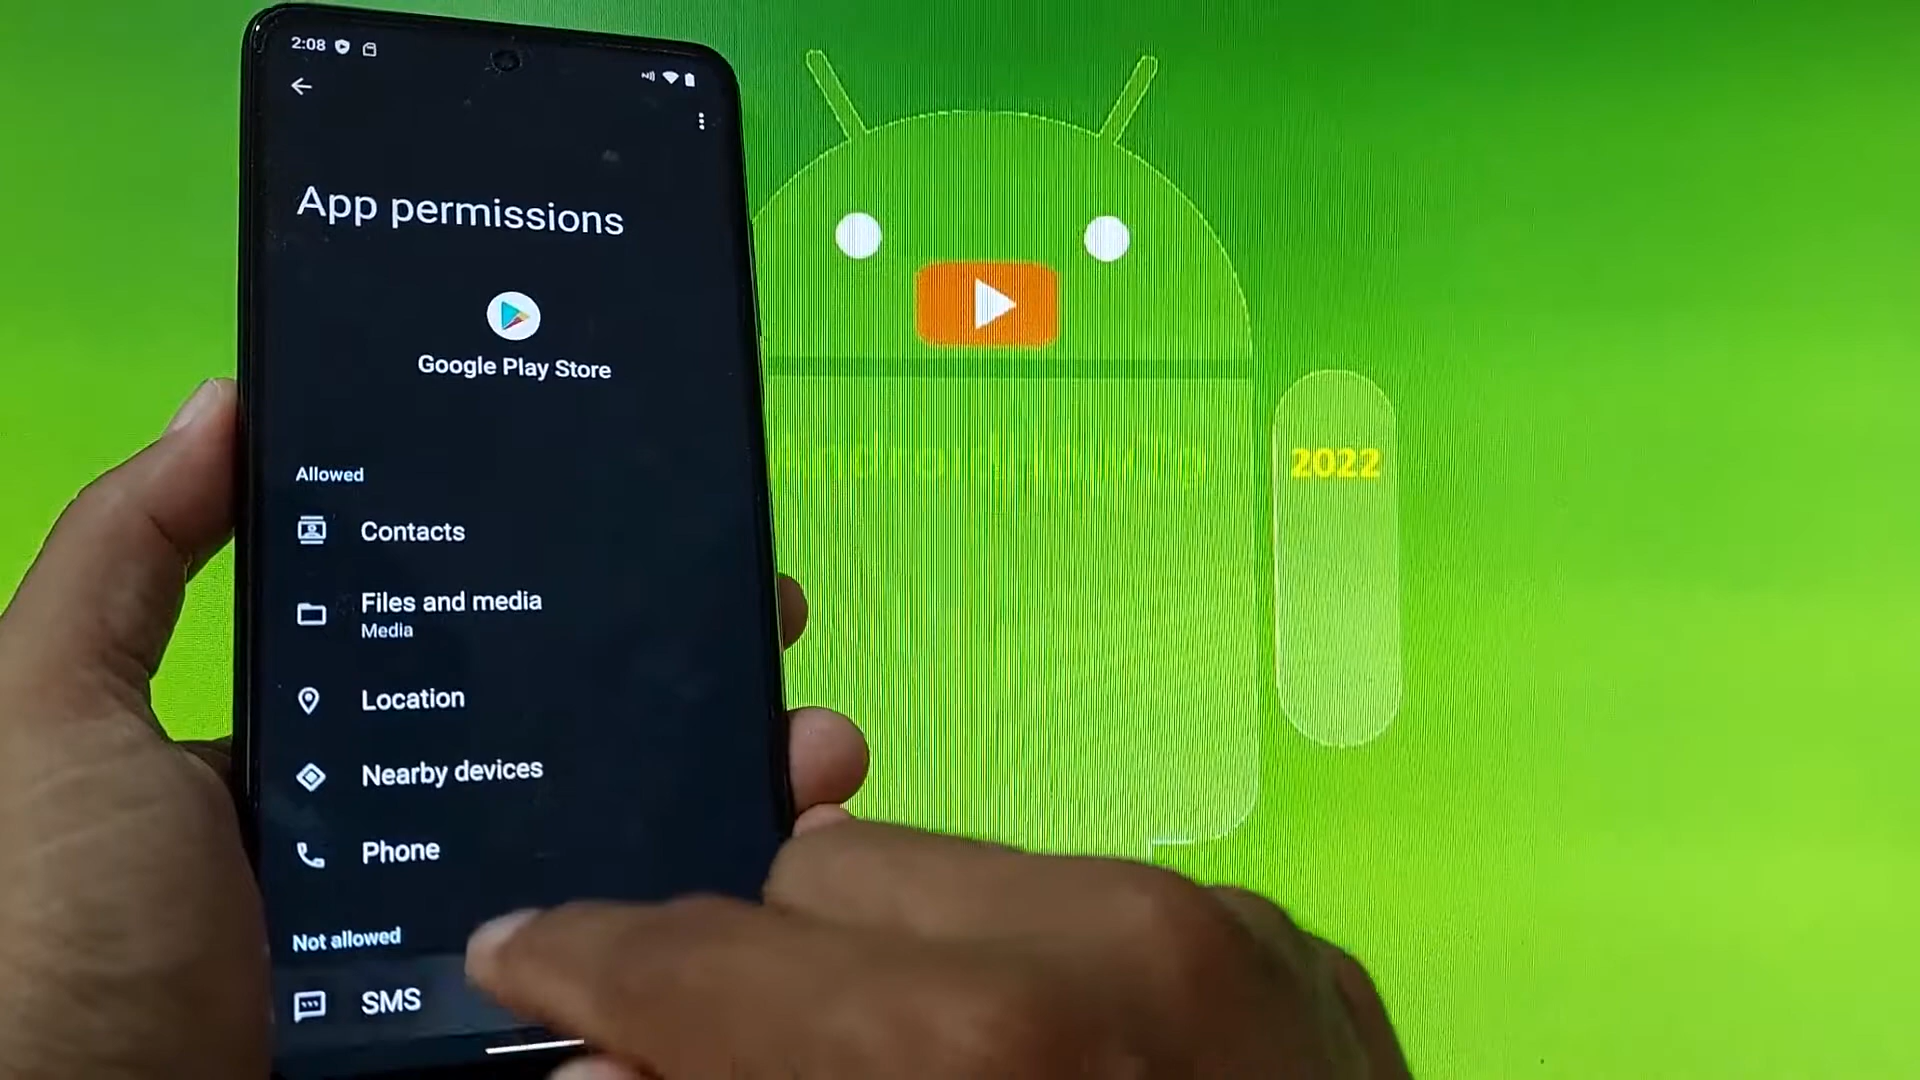 2:08
App permissions
Google Play Store
Allowed
Contacts
Files and media
Media
Location
Nearby devices
Phone
Not allowed
SMS
2022